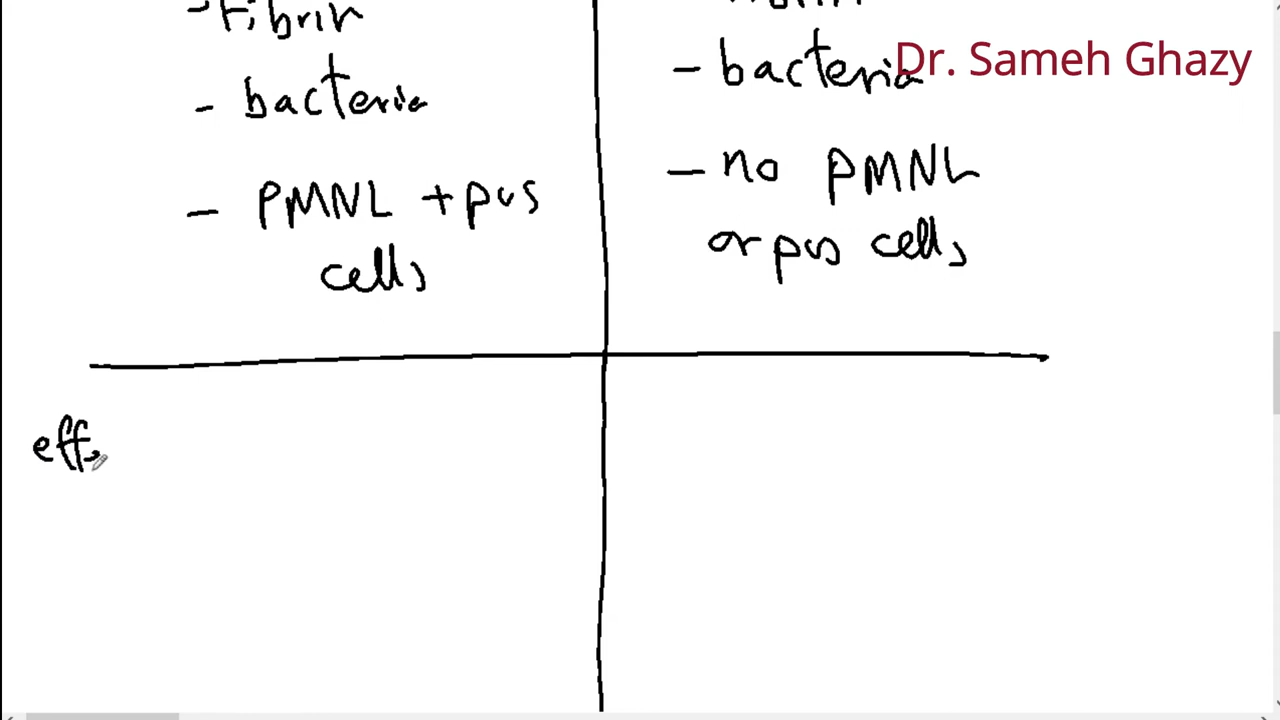 - Fibrin
- bacteria
- PMNL + pus
cells
- bacteria
- no PMNL
or pus cells
Dr. Sameh Ghazy
eff